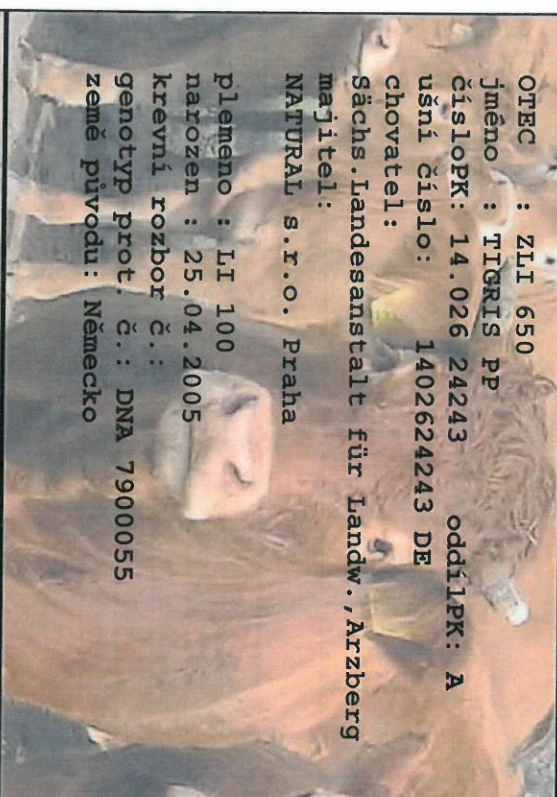 OTEC    : ZLI 650
jméno : TIGRIS PP
čísloPK: 14.026 24243    oddílPK: A
ušní číslo:   1402624243 DE
chovatel:
Sächs.Landesanstalt für Landw.,Arzberg
majitel:
NATURAL s.r.o. Praha
plemeno : LI 100
narozen : 25.04.2005
krevní rozbor č.:
genotyp prot. č.: DNA 7900055
země původu: Německo